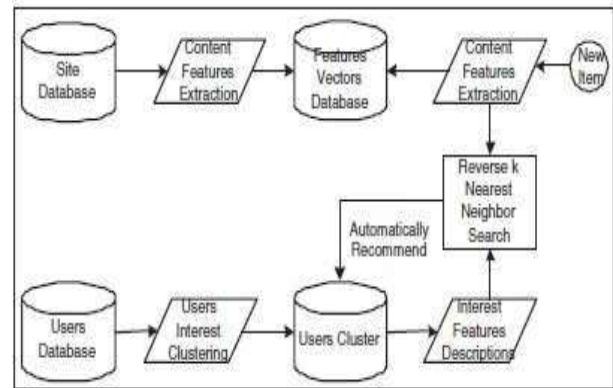 Site
Database
Content
Features
Extraction
Features
Vectors
Database
Content
Features
Extraction
New
Item
Reverse k
Nearest
Neighbor
Search
Automatically
Recommend
Users
Database
Users
Interest
Clustering
Users Cluster
Interest
Features
Descriptions